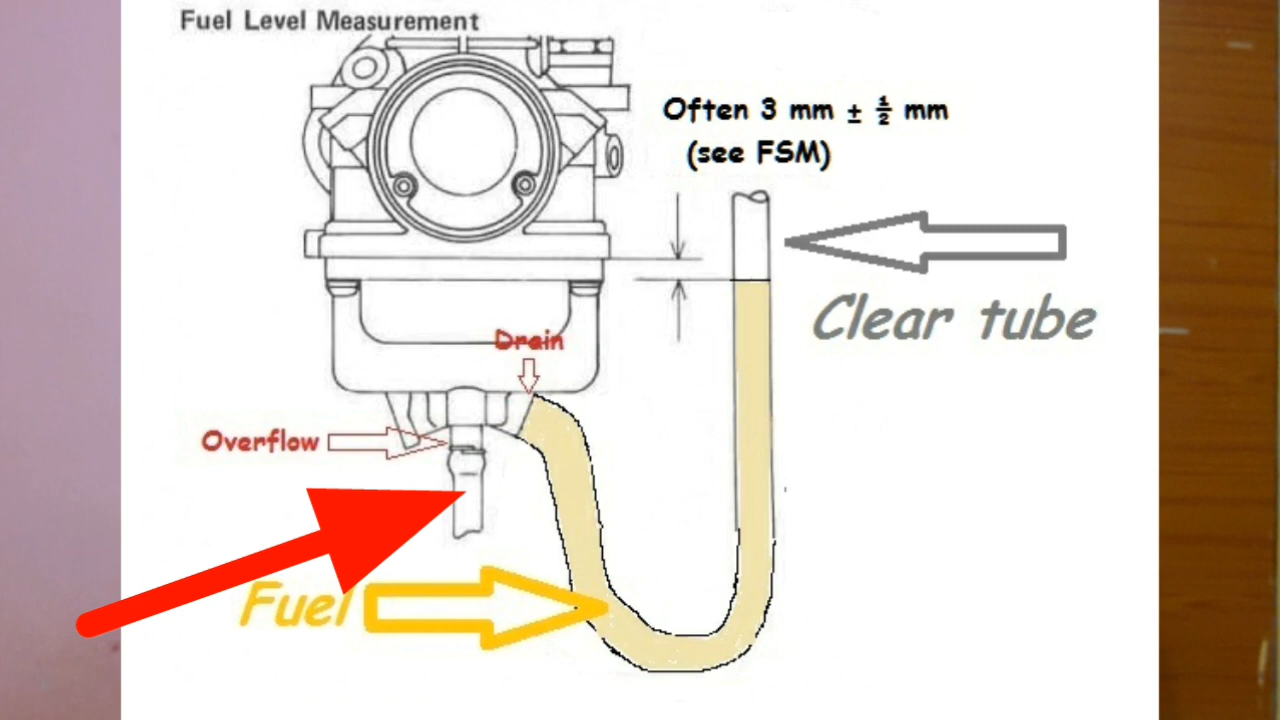 Fuel Level Measurement
Often 3 mm ± ½ mm
(see FSM)
Clear tube
Drain
Overflow
Fuel